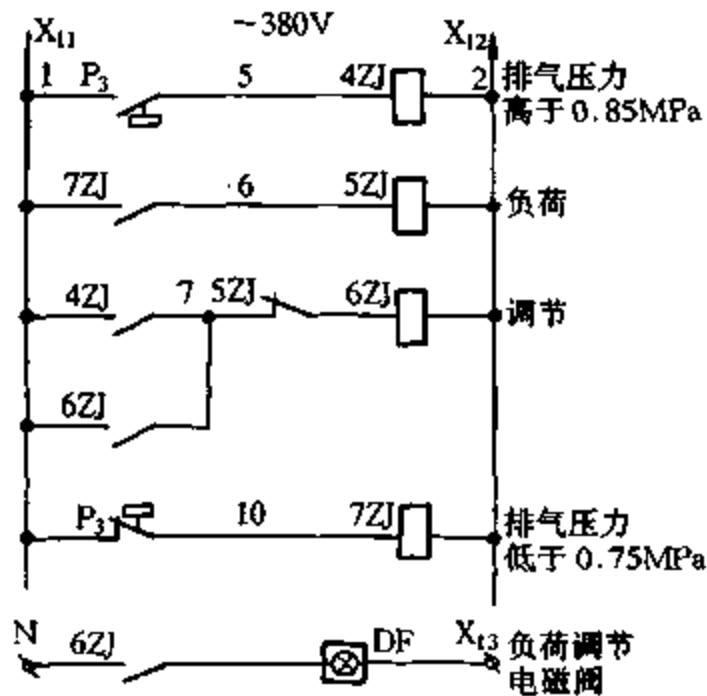 X₁₁ ~380V X₁₂
1 P₃ 5 4ZJ 2 排气压力
高于0.85MPa
7ZJ 6 5ZJ 负荷
4ZJ 7 5ZJ 6ZJ 调节
6ZJ
P₃ 10 7ZJ 排气压力
低于0.75MPa
N 6ZJ DF X₁₃ 负荷调节
电磁阀